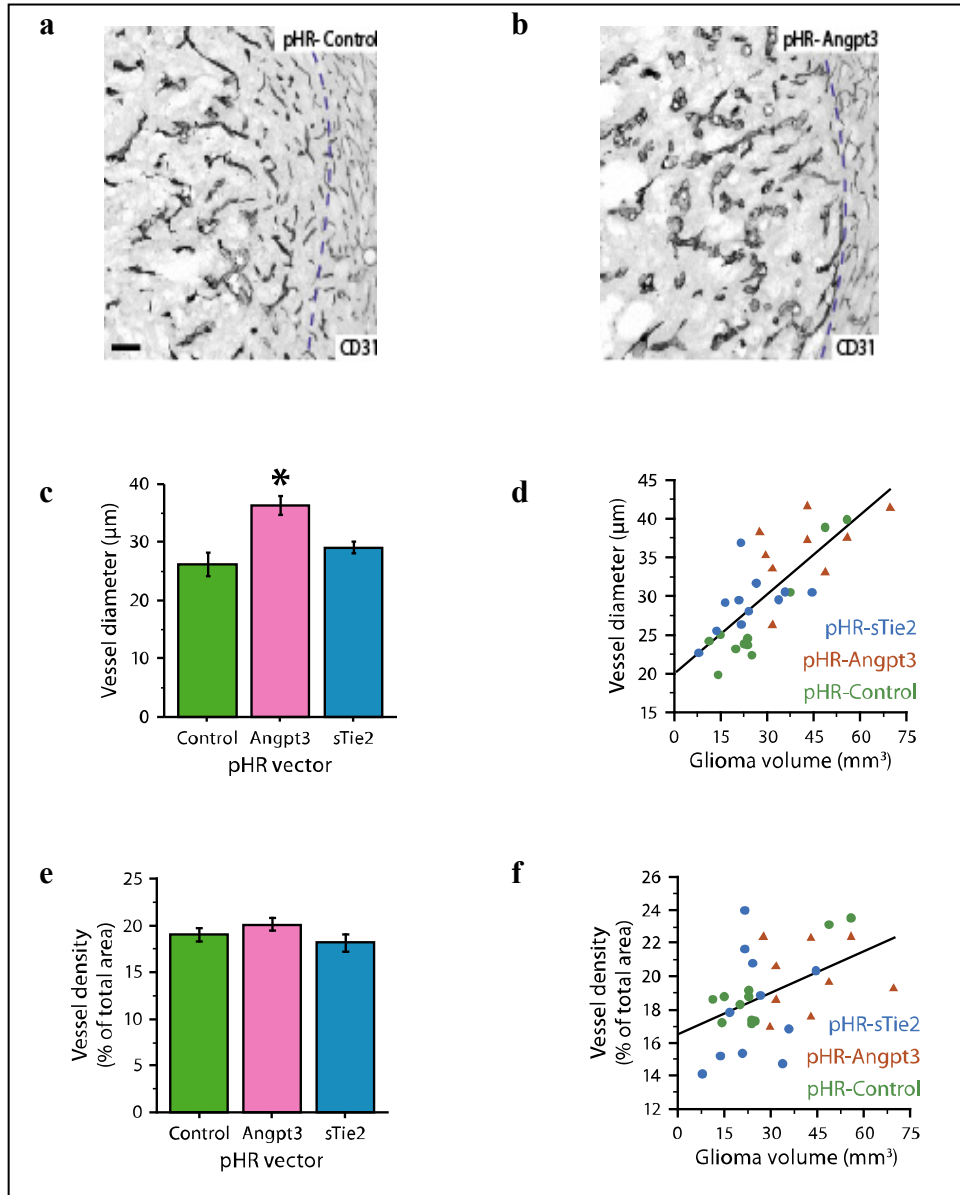 a
pHR- Control
CD31
b
pHR- Angpt3
CD31
c
*
Vessel diameter (µm)
40
30
20
10
0
Control Angpt3 sTie2
pHR vector
d
Vessel diameter (µm)
45
40
35
30
25
20
15
pHR-sTie2
pHR-Angpt3
pHR-Control
0 15 30 45 60 75
Glioma volume (mm³)
e
Vessel density
(% of total area)
25
20
15
10
5
0
Control Angpt3 sTie2
pHR vector
f
Vessel density
(% of total area)
26
24
22
20
18
16
14
12
pHR-sTie2
pHR-Angpt3
pHR-Control
0 15 30 45 60 75
Glioma volume (mm³)